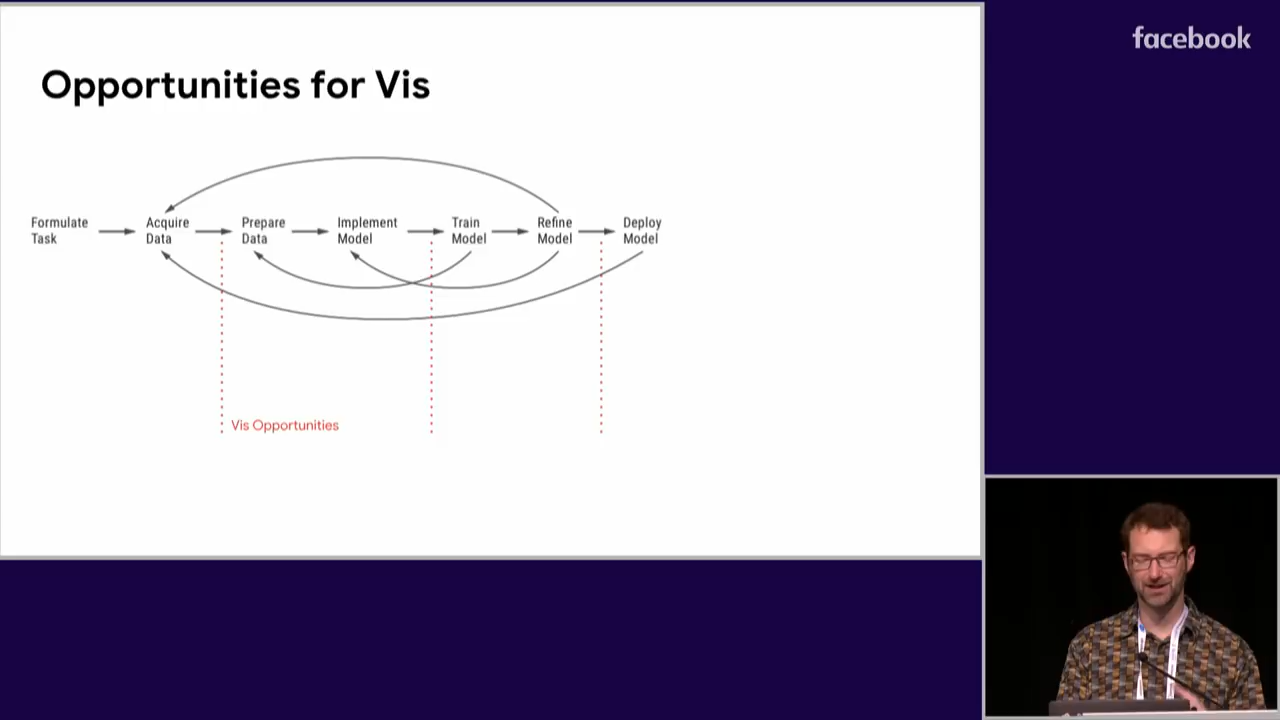 facebook
Opportunities for Vis
Formulate
Task
Acquire
Data
Prepare
Data
Implement
Model
Train
Model
Refine
Model
Deploy
Model
Vis Opportunities